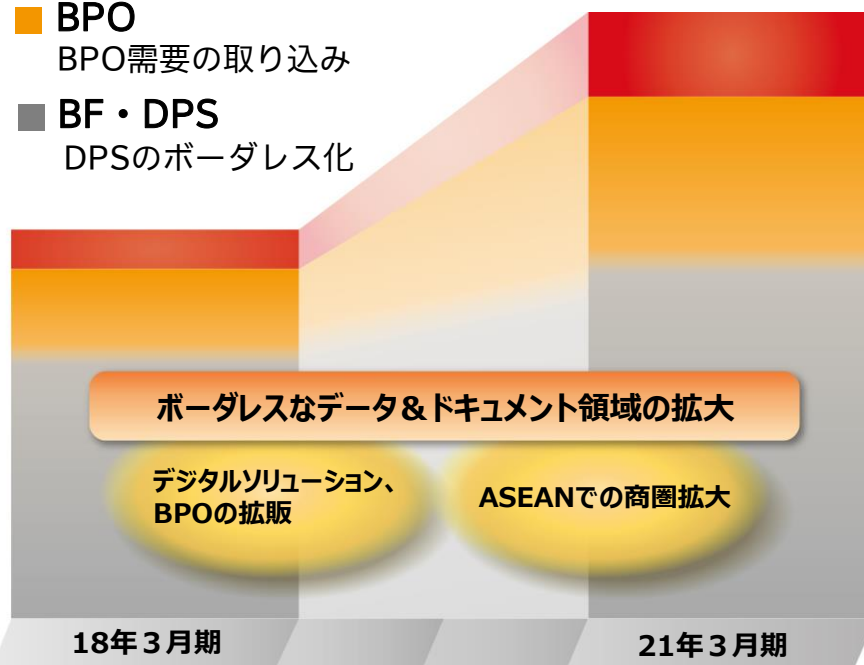 BPO
BPO需要の取り込み
BF・DPS
DPSのボーダレス化
ボーダレスなデータ&ドキュメント領域の拡大
デジタルソリューション、
BPOの拡販
ASEANでの商圏拡大
18年3月期
21年3月期